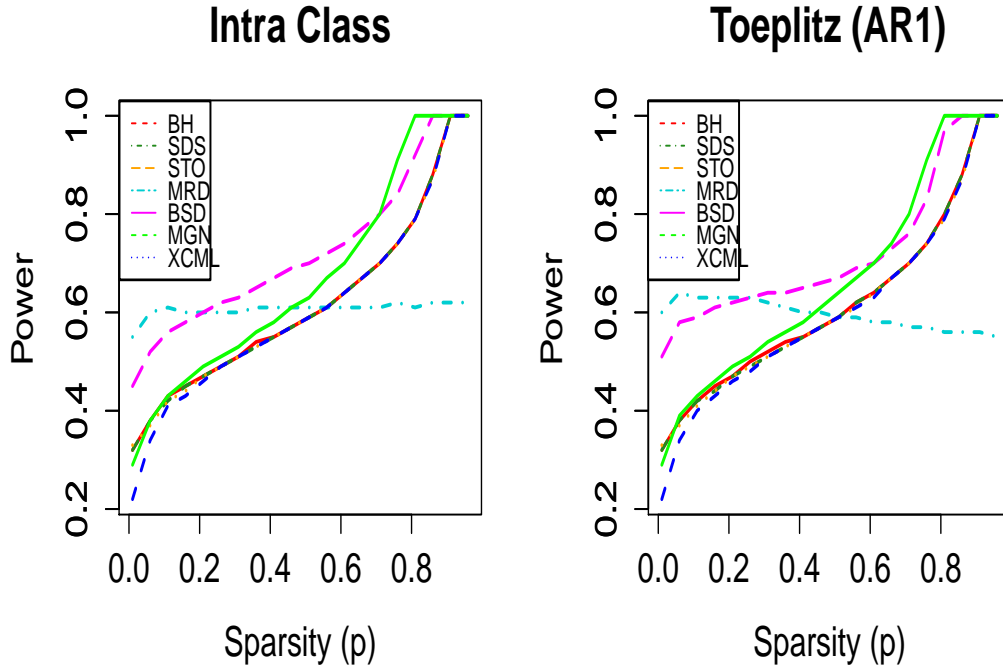 Intra Class
Power
1.0
0.8
0.6
0.4
0.2
BH
SDS
STO
MRD
BSD
MGN
XCML
0.0 0.2 0.4 0.6 0.8
Sparsity (p)
Toeplitz (AR1)
Power
1.0
0.8
0.6
0.4
0.2
BH
SDS
STO
MRD
BSD
MGN
XCML
0.0 0.2 0.4 0.6 0.8
Sparsity (p)